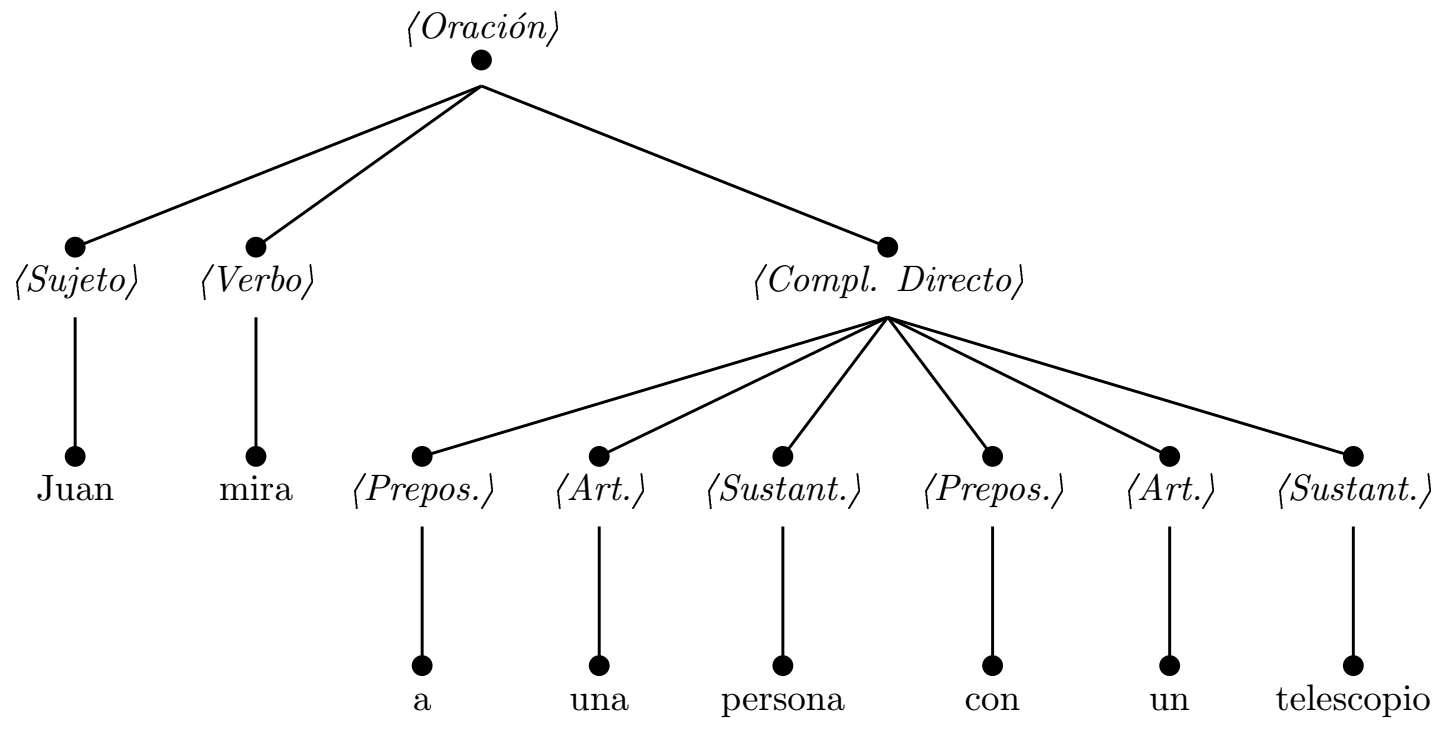 ⟨Oración⟩
⟨Sujeto⟩ ⟨Verbo⟩ ⟨Compl. Directo⟩
Juan mira ⟨Prepos.⟩ ⟨Art.⟩ ⟨Sustant.⟩ ⟨Prepos.⟩ ⟨Art.⟩ ⟨Sustant.⟩
a una persona con un telescopio